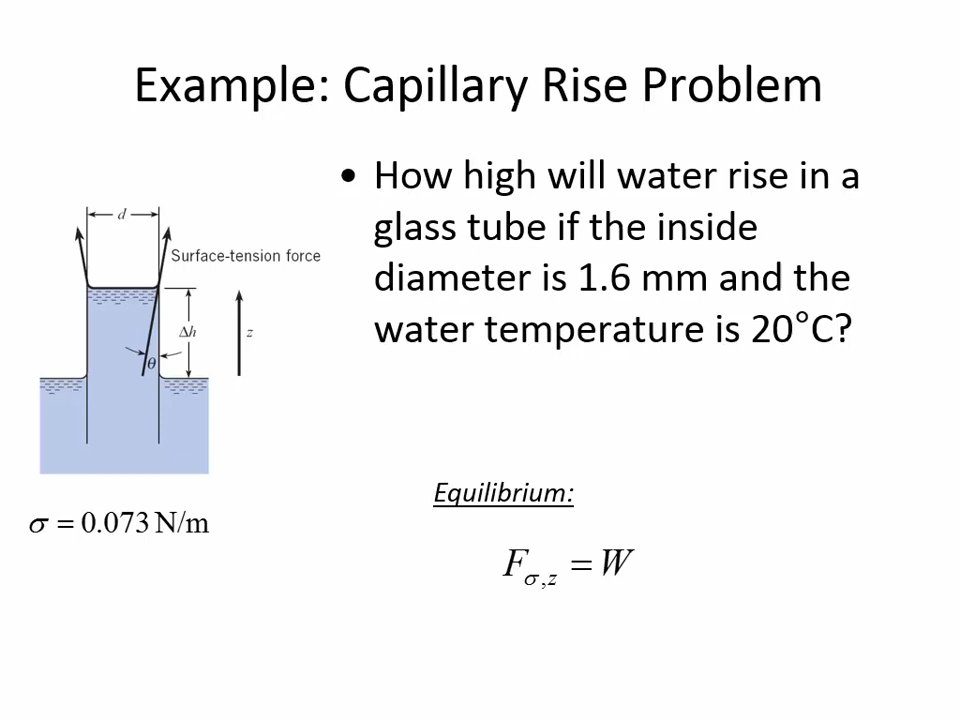 Example: Capillary Rise Problem
• How high will water rise in a
glass tube if the inside
diameter is 1.6 mm and the
water temperature is 20°C?
d
Surface-tension force
Δh
z
θ
σ = 0.073 N/m
Equilibrium:
F_{σ,z} = W